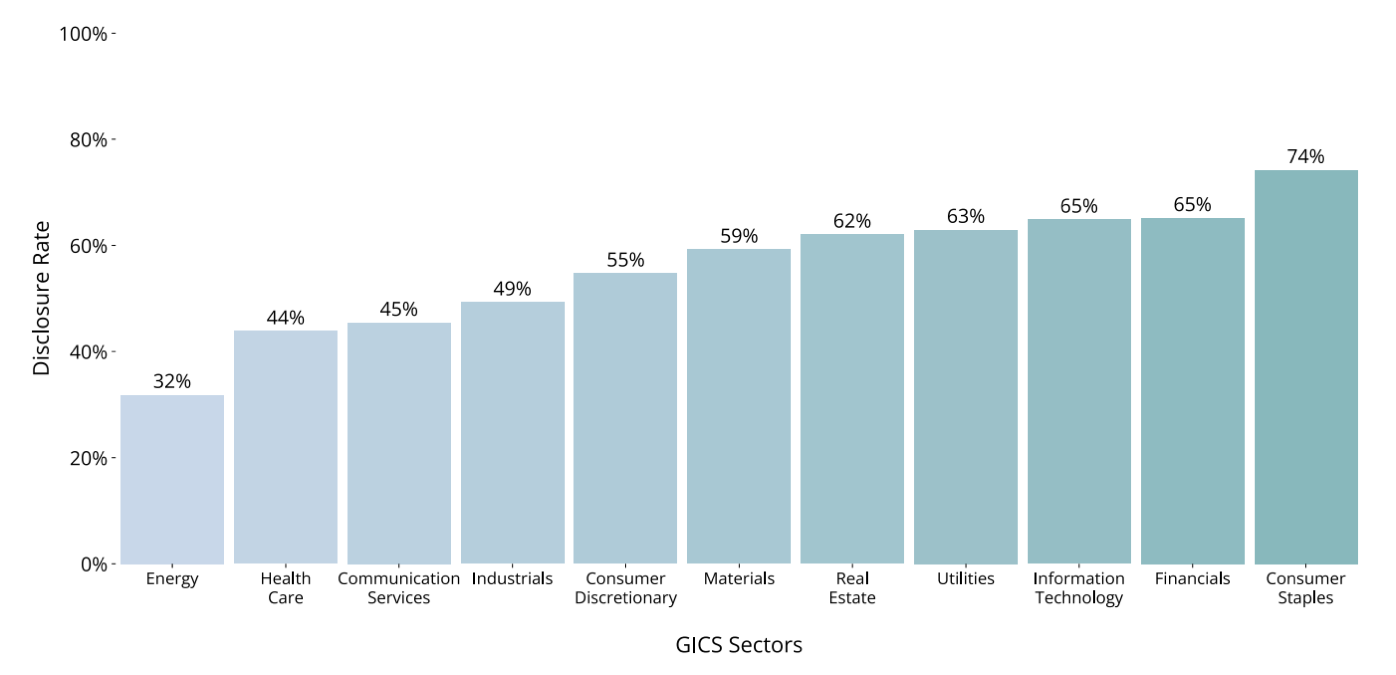 100%
80%
60%
40%
20%
0%
Disclosure Rate
32%
44%
45%
49%
55%
59%
62%
63%
65%
65%
74%
Energy
Health
Care
Communication
Services
Industrials
Consumer
Discretionary
Materials
Real
Estate
Utilities
Information
Technology
Financials
Consumer
Staples
GICS Sectors